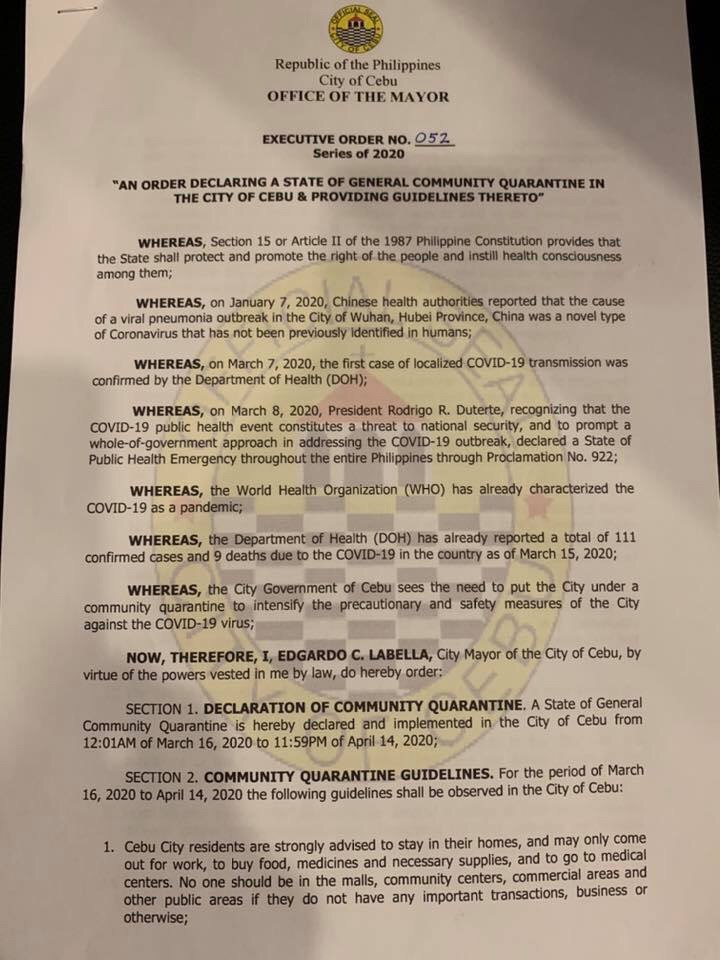 OFFICIAL SEAL
CITY OF CEBU
Republic of the Philippines
City of Cebu
OFFICE OF THE MAYOR
EXECUTIVE ORDER NO. 052
Series of 2020
"AN ORDER DECLARING A STATE OF GENERAL COMMUNITY QUARANTINE IN
THE CITY OF CEBU & PROVIDING GUIDELINES THERETO"
WHEREAS, Section 15 or Article II of the 1987 Philippine Constitution provides that
the State shall protect and promote the right of the people and instill health consciousness
among them;
WHEREAS, on January 7, 2020, Chinese health authorities reported that the cause
of a viral pneumonia outbreak in the City of Wuhan, Hubei Province, China was a novel type
of Coronavirus that has not been previously identified in humans;
WHEREAS, on March 7, 2020, the first case of localized COVID-19 transmission was
confirmed by the Department of Health (DOH);
WHEREAS, on March 8, 2020, President Rodrigo R. Duterte, recognizing that the
COVID-19 public health event constitutes a threat to national security, and to prompt a
whole-of-government approach in addressing the COVID-19 outbreak, declared a State of
Public Health Emergency throughout the entire Philippines through Proclamation No. 922;
WHEREAS, the World Health Organization (WHO) has already characterized the
COVID-19 as a pandemic;
WHEREAS, the Department of Health (DOH) has already reported a total of 111
confirmed cases and 9 deaths due to the COVID-19 in the country as of March 15, 2020;
WHEREAS, the City Government of Cebu sees the need to put the City under a
community quarantine to intensify the precautionary and safety measures of the City
against the COVID-19 virus;
NOW, THEREFORE, I, EDGARDO C. LABELLA, City Mayor of the City of Cebu, by
virtue of the powers vested in me by law, do hereby order:
SECTION 1. DECLARATION OF COMMUNITY QUARANTINE. A State of General
Community Quarantine is hereby declared and implemented in the City of Cebu from
12:01AM of March 16, 2020 to 11:59PM of April 14, 2020;
SECTION 2. COMMUNITY QUARANTINE GUIDELINES. For the period of March
16, 2020 to April 14, 2020 the following guidelines shall be observed in the City of Cebu:
1. Cebu City residents are strongly advised to stay in their homes, and may only come
out for work, to buy food, medicines and necessary supplies, and to go to medical
centers. No one should be in the malls, community centers, commercial areas and
other public areas if they do not have any important transactions, business or
otherwise;